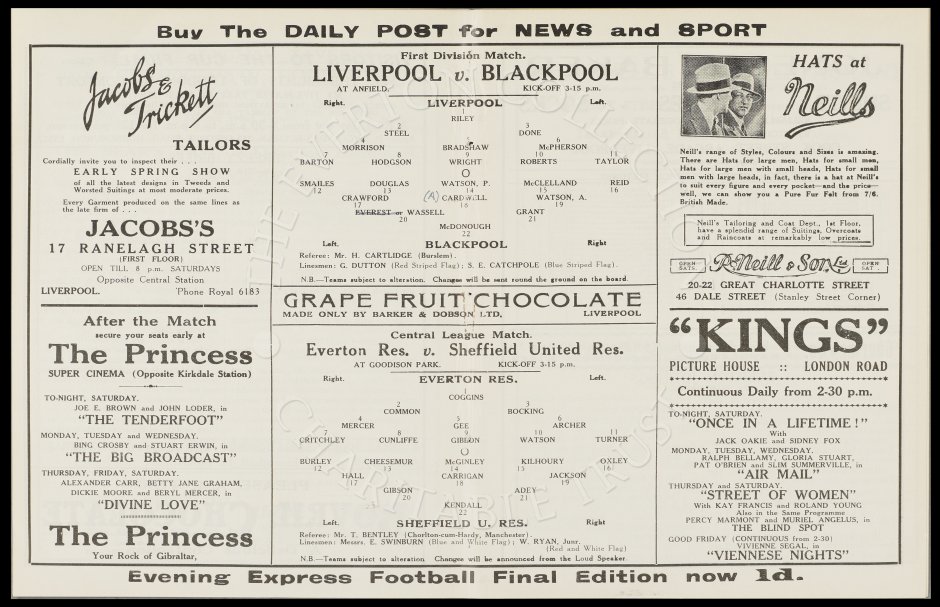 Buy The DAILY POST for NEWS and SPORT
Jacobs &
Trickett
TAILORS
Cordially invite you to inspect their . . .
EARLY SPRING SHOW
of all the latest designs in Tweeds and
Worsted Suitings at most moderate prices.
Every Garment produced on the same lines as
the late firm of . . .
JACOBS'S
17 RANELAGH STREET
(FIRST FLOOR)
OPEN TILL 8 p.m. SATURDAYS
Opposite Central Station
LIVERPOOL. 'Phone Royal 6183
After the Match
secure your seats early at
The Princess
SUPER CINEMA (Opposite Kirkdale Station)
TO-NIGHT, SATURDAY.
JOE E. BROWN and JOHN LODER, in
"THE TENDERFOOT"
MONDAY, TUESDAY and WEDNESDAY.
BING CROSBY and STUART ERWIN, in
"THE BIG BROADCAST"
THURSDAY, FRIDAY, SATURDAY.
ALEXANDER CARR, BETTY JANE GRAHAM,
DICKIE MOORE and BERYL MERCER, in
"DIVINE LOVE"
The Princess
Your Rock of Gibraltar,
First Division Match.
LIVERPOOL v. BLACKPOOL
AT ANFIELD. KICK-OFF 3-15 p.m.
Right. LIVERPOOL Left.
1
RILEY
2 3
STEEL DONE
4 5 6
MORRISON BRADSHAW McPHERSON
7 8 9 10 11
BARTON HODGSON WRIGHT ROBERTS TAYLOR
O
SMAILES DOUGLAS WATSON, P. McCLELLAND REID
12 13 14 15 16
CRAWFORD (A) CARDWELL WATSON, A.
17 18 19
EVEREST or WASSELL GRANT
20 21
McDONOUGH
22
Left. BLACKPOOL Right
Referee: Mr. H. CARTLIDGE (Burslem).
Linesmen: G. DUTTON (Red Striped Flag); S. E. CATCHPOLE (Blue Striped Flag).
N.B.—Teams subject to alteration. Changes will be sent round the ground on the board.
GRAPE FRUIT CHOCOLATE
MADE ONLY BY BARKER & DOBSON LTD. LIVERPOOL
Central League Match.
Everton Res. v. Sheffield United Res.
AT GOODISON PARK. KICK-OFF 3-15 p.m.
Right. EVERTON RES. Left.
1
COGGINS
2 3
COMMON BOCKING
4 5 6
MERCER GEE ARCHER
7 8 9 10 11
CRITCHLEY CUNLIFFE GIBLON WATSON TURNER
O
BURLEY CHEESEMUR McGINLEY KILHOURY OXLEY
12 13 14 15 16
HALL CARRIGAN JACKSON
17 18 19
GIBSON ADEY
20 21
KENDALL
22
Left. SHEFFIELD U. RES. Right
Referee: Mr. T. BENTLEY (Chorlton-cum-Hardy, Manchester).
Linesmen: Messrs. E. SWINBURN (Blue and White Flag); W. RYAN, Junr.
(Red and White Flag)
N.B.—Teams subject to alteration Changes will be announced from the Loud Speaker.
HATS at
Neills
Neill's range of Styles, Colours and Sizes is amazing.
There are Hats for large men, Hats for small men,
Hats for large men with small heads, Hats for small
men with large heads, in fact, there is a hat at Neill's
to suit every figure and every pocket—and the price—
well, we can show you a Pure Fur Felt from 7/6.
British Made.
Neill's Tailoring and Coat Dept., 1st Floor,
have a splendid range of Suitings, Overcoats
and Raincoats at remarkably low prices.
OPEN SATS. R. Neill & Son Ltd OPEN SAT.
20-22 GREAT CHARLOTTE STREET
46 DALE STREET (Stanley Street Corner)
"KINGS"
PICTURE HOUSE :: LONDON ROAD
Continuous Daily from 2-30 p.m.
TO-NIGHT, SATURDAY.
"ONCE IN A LIFETIME!"
With
JACK OAKIE and SIDNEY FOX
MONDAY, TUESDAY, WEDNESDAY.
RALPH BELLAMY, GLORIA STUART,
PAT O'BRIEN and SLIM SUMMERVILLE, in
"AIR MAIL"
THURSDAY and SATURDAY.
"STREET OF WOMEN"
With KAY FRANCIS and ROLAND YOUNG
Also in the Same Programme
PERCY MARMONT and MURIEL ANGELUS, in
THE BLIND SPOT
GOOD FRIDAY (CONTINUOUS from 2-30)
VIVIENNE SEGAL, in
"VIENNESE NIGHTS"
Evening Express Football Final Edition now 1d.
THE EVERTON COLLECTION CHARITABLE TRUST